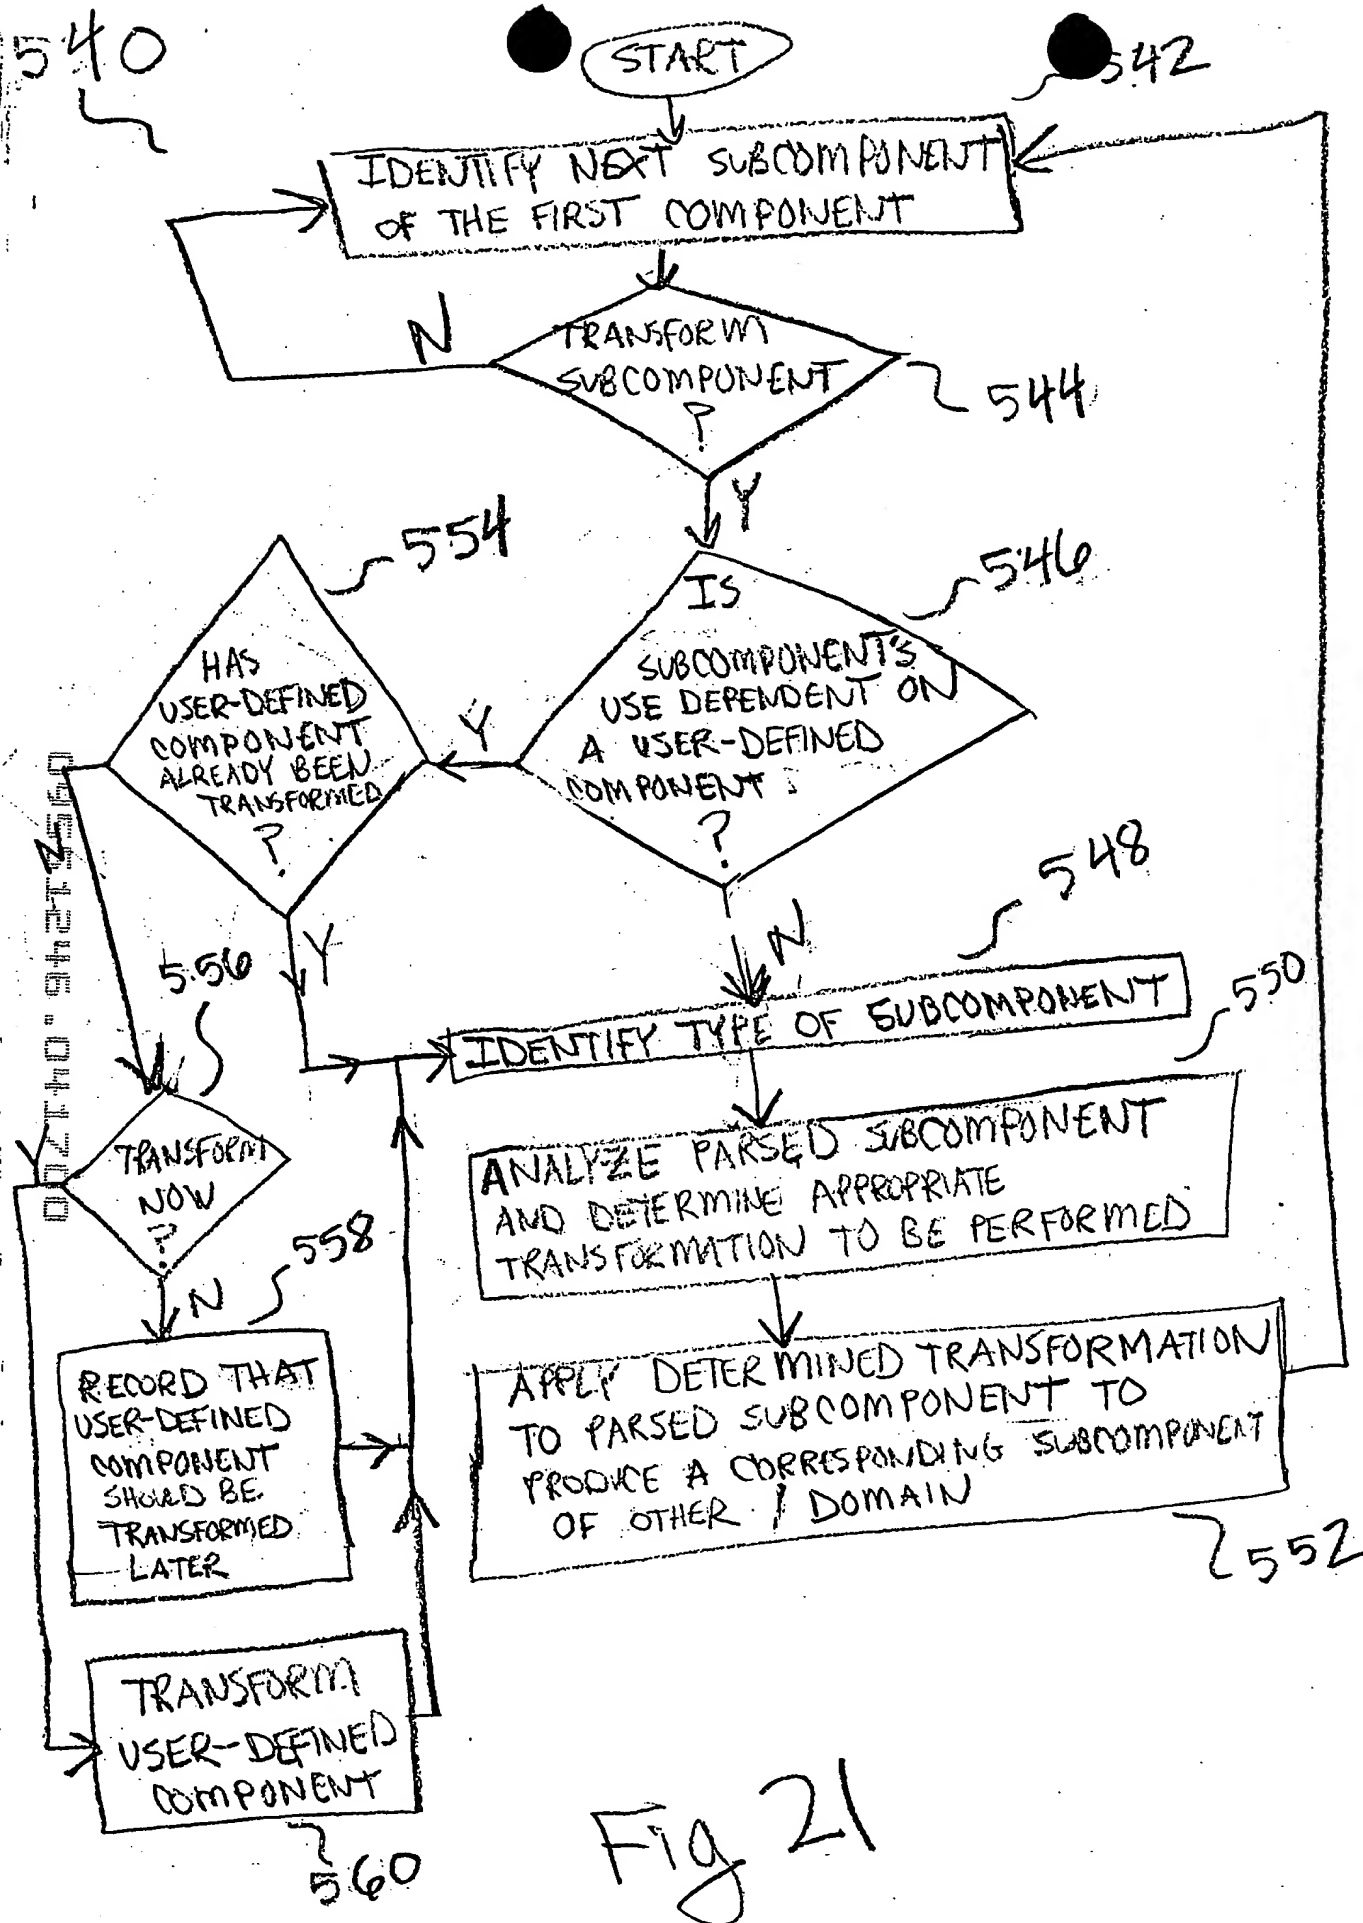 540
START
542
IDENTIFY NEXT SUBCOMPONENT
OF THE FIRST COMPONENT
N
TRANSFORM
SUBCOMPONENT
?
544
Y
554
546
IS
SUBCOMPONENT'S
USE DEPENDENT ON
A USER-DEFINED
COMPONENT
?
Y
HAS
USER-DEFINED
COMPONENT
ALREADY BEEN
TRANSFORMED
?
N
Y
N
548
556
550
IDENTIFY TYPE OF SUBCOMPONENT
TRANSFORM
NOW
?
Y
N
558
ANALYZE PARSED SUBCOMPONENT
AND DETERMINE APPROPRIATE
TRANSFORMATION TO BE PERFORMED
RECORD THAT
USER-DEFINED
COMPONENT
SHOULD BE
TRANSFORMED
LATER
APPLY DETERMINED TRANSFORMATION
TO PARSED SUBCOMPONENT TO
PRODUCE A CORRESPONDING SUBCOMPONENT
OF OTHER DOMAIN
552
TRANSFORM
USER-DEFINED
COMPONENT
560
Fig 21